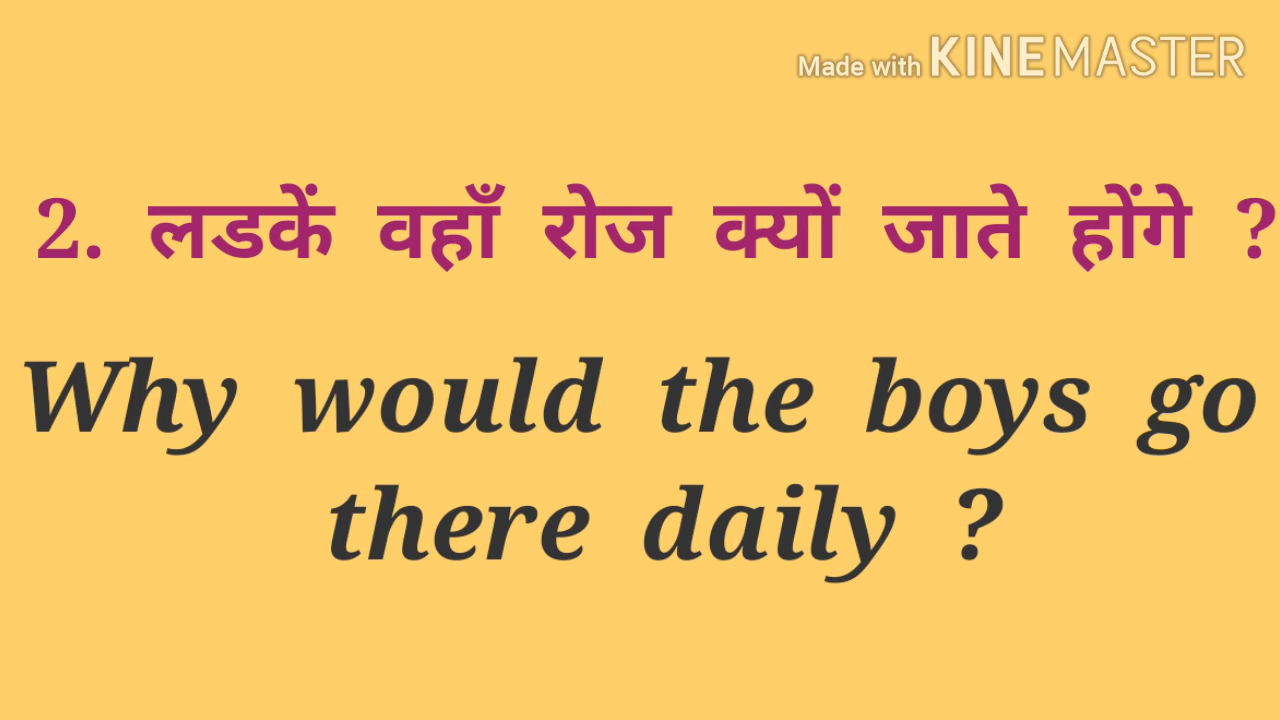 Made with KINEMASTER
2. लडकें वहाँ रोज क्यों जाते होंगे ?
Why would the boys go
there daily ?